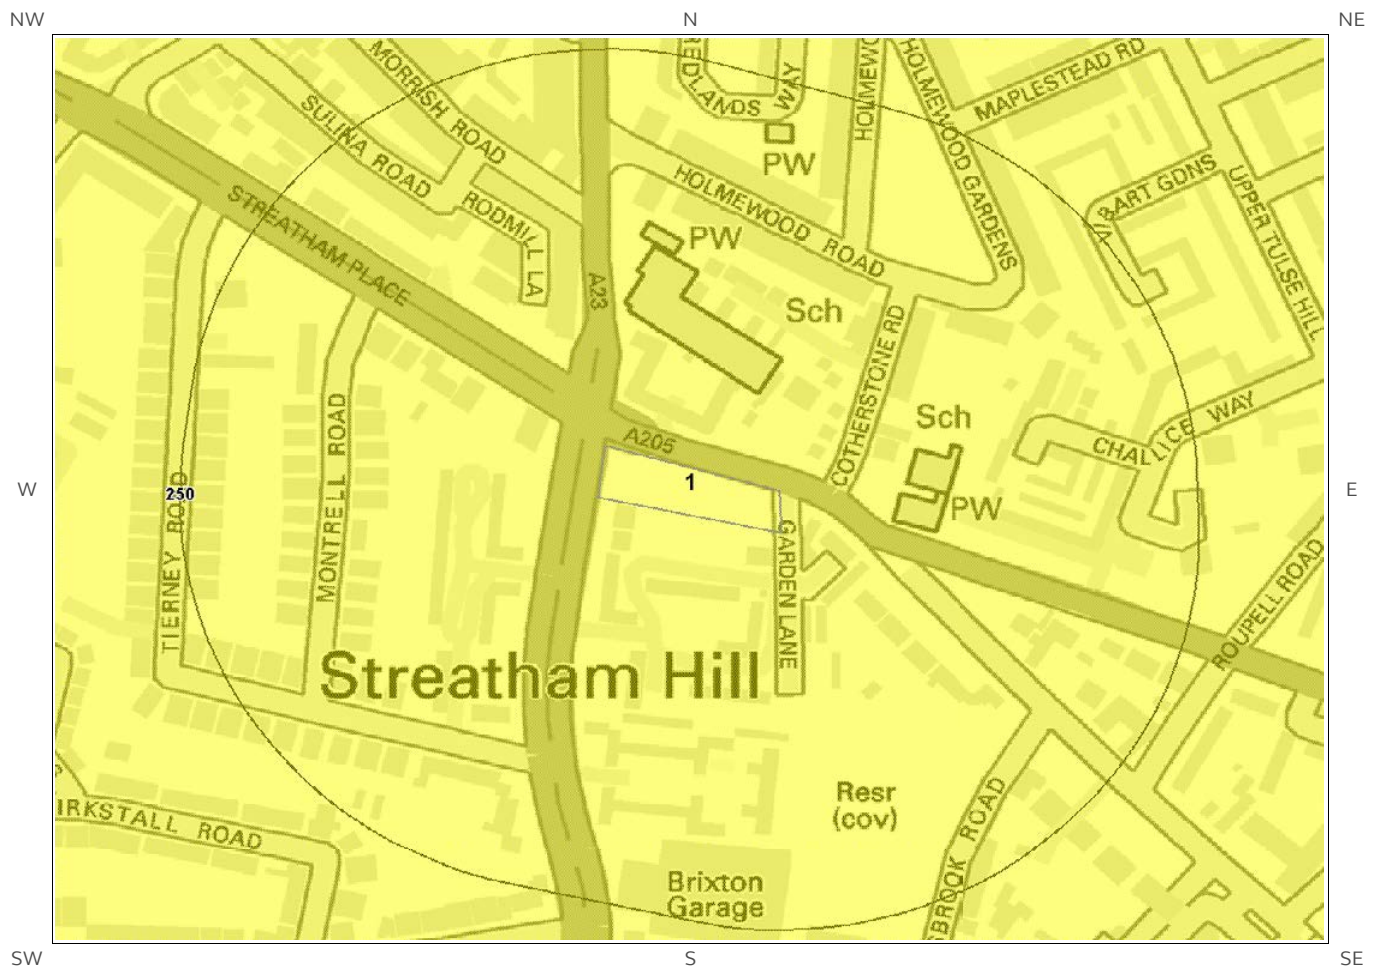 NW
N
NE
MORRISH ROAD
REDLANDS WAY
HOLMEWO
HOLMEWOOD GARDENS
MAPLESTEAD RD
SULINA ROAD
PW
BART GDNS
UPPER TULSE HILL
STREATHAM PLACE
RODMILL LA
HOLMEWOOD ROAD
PW
A23
Sch
COTHERSTONE RD
MONTRELL ROAD
Sch
CHALLICE WAY
A205
W
250
1
E
PW
TIERNEY ROAD
GARDEN LANE
ROUPELL ROAD
Streatham Hill
Resr
(cov)
IRKSTALL ROAD
SBROOK ROAD
Brixton
Garage
SW
S
SE